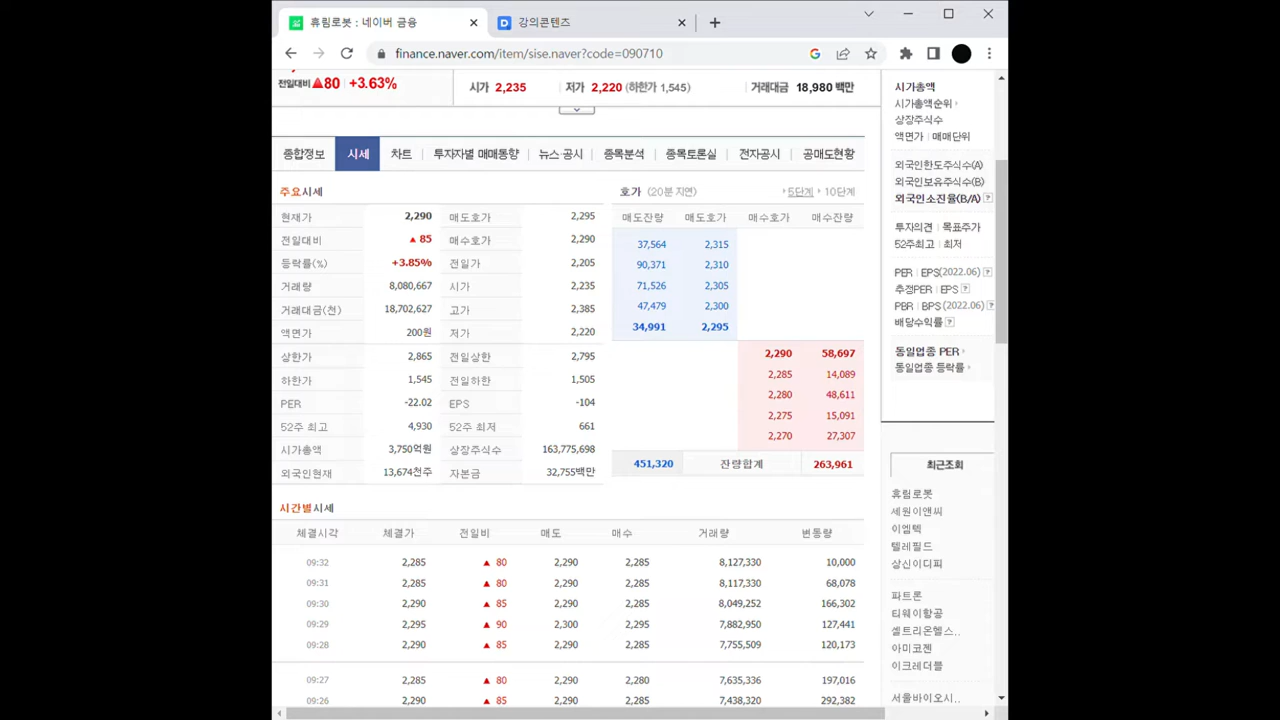 휴림로봇 : 네이버 금융
강의콘텐츠
finance.naver.com/item/sise.naver?code=090710
전일대비 ▲80 +3.63%
시가 2,235 저가 2,220 (하한가 1,545) 거래대금 18,980 백만
종합정보 시세 차트 투자자별 매매동향 뉴스·공시 종목분석 종목토론실 전자공시 공매도현황
주요시세
현재가 2,290 매도호가 2,295
전일대비 ▲ 85 매수호가 2,290
등락률(%) +3.85% 전일가 2,205
거래량 8,080,667 시가 2,235
거래대금(천) 18,702,627 고가 2,385
액면가 200원 저가 2,220
상한가 2,865 전일상한 2,795
하한가 1,545 전일하한 1,505
PER -22.02 EPS -104
52주 최고 4,930 52주 최저 661
시가총액 3,750억원 상장주식수 163,775,698
외국인현재 13,674천주 자본금 32,755백만
호가 (20분 지연) 5단계 10단계
매도잔량 매도호가 매수호가 매수잔량
37,564 2,315
90,371 2,310
71,526 2,305
47,479 2,300
34,991 2,295
2,290 58,697
2,285 14,089
2,280 48,611
2,275 15,091
2,270 27,307
451,320 잔량합계 263,961
시간별시세
체결시각 체결가 전일비 매도 매수 거래량 변동량
09:32 2,285 ▲ 80 2,290 2,285 8,127,330 10,000
09:31 2,285 ▲ 80 2,290 2,285 8,117,330 68,078
09:30 2,290 ▲ 85 2,290 2,285 8,049,252 166,302
09:29 2,295 ▲ 90 2,300 2,295 7,882,950 127,441
09:28 2,290 ▲ 85 2,290 2,285 7,755,509 120,173
09:27 2,285 ▲ 80 2,290 2,280 7,635,336 197,016
09:26 2,290 ▲ 85 2,290 2,285 7,438,320 292,382
시가총액
시가총액순위
상장주식수
액면가 매매단위
외국인한도주식수(A)
외국인보유주식수(B)
외국인소진율(B/A) ?
투자의견 목표주가
52주최고 최저
PER EPS(2022.06) ?
추정PER EPS ?
PBR BPS (2022.06) ?
배당수익률 ?
동일업종 PER
동일업종 등락률
최근조회
휴림로봇
세원이앤씨
이엠텍
텔레필드
상신이디피
파트론
티웨이항공
셀트리온헬스..
아미코젠
이크레더블
서울바이오시..